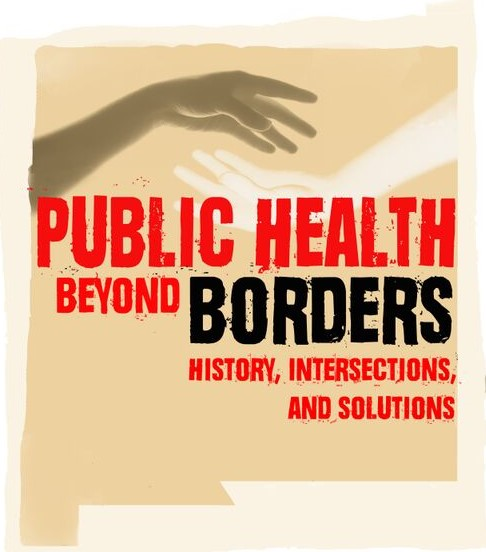 PUBLIC HEALTH
BEYOND BORDERS
HISTORY, INTERSECTIONS,
AND SOLUTIONS